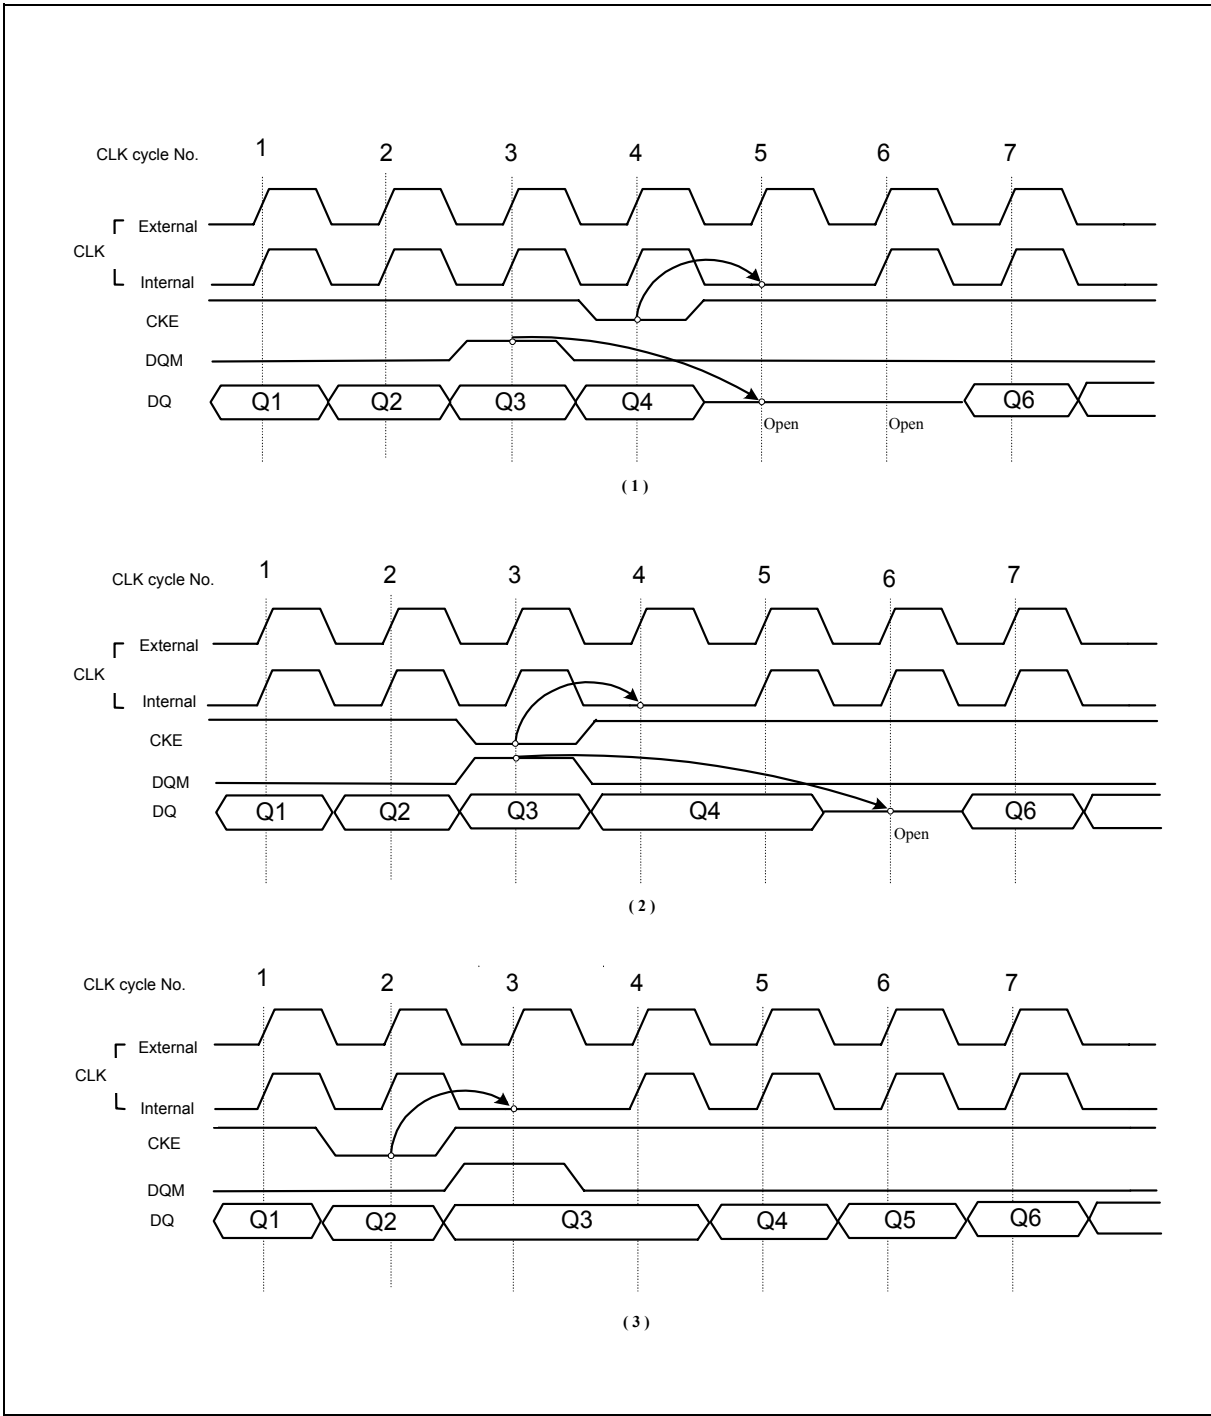 CLK cycle No. 1 2 3 4 5 6 7
External
CLK
Internal
CKE
DQM
DQ Q1 Q2 Q3 Q4 Q6
Open Open
( 1 )
CLK cycle No. 1 2 3 4 5 6 7
External
CLK
Internal
CKE
DQM
DQ Q1 Q2 Q3 Q4 Q6
Open
( 2 )
CLK cycle No. 1 2 3 4 5 6 7
External
CLK
Internal
CKE
DQM
DQ Q1 Q2 Q3 Q4 Q5 Q6
( 3 )